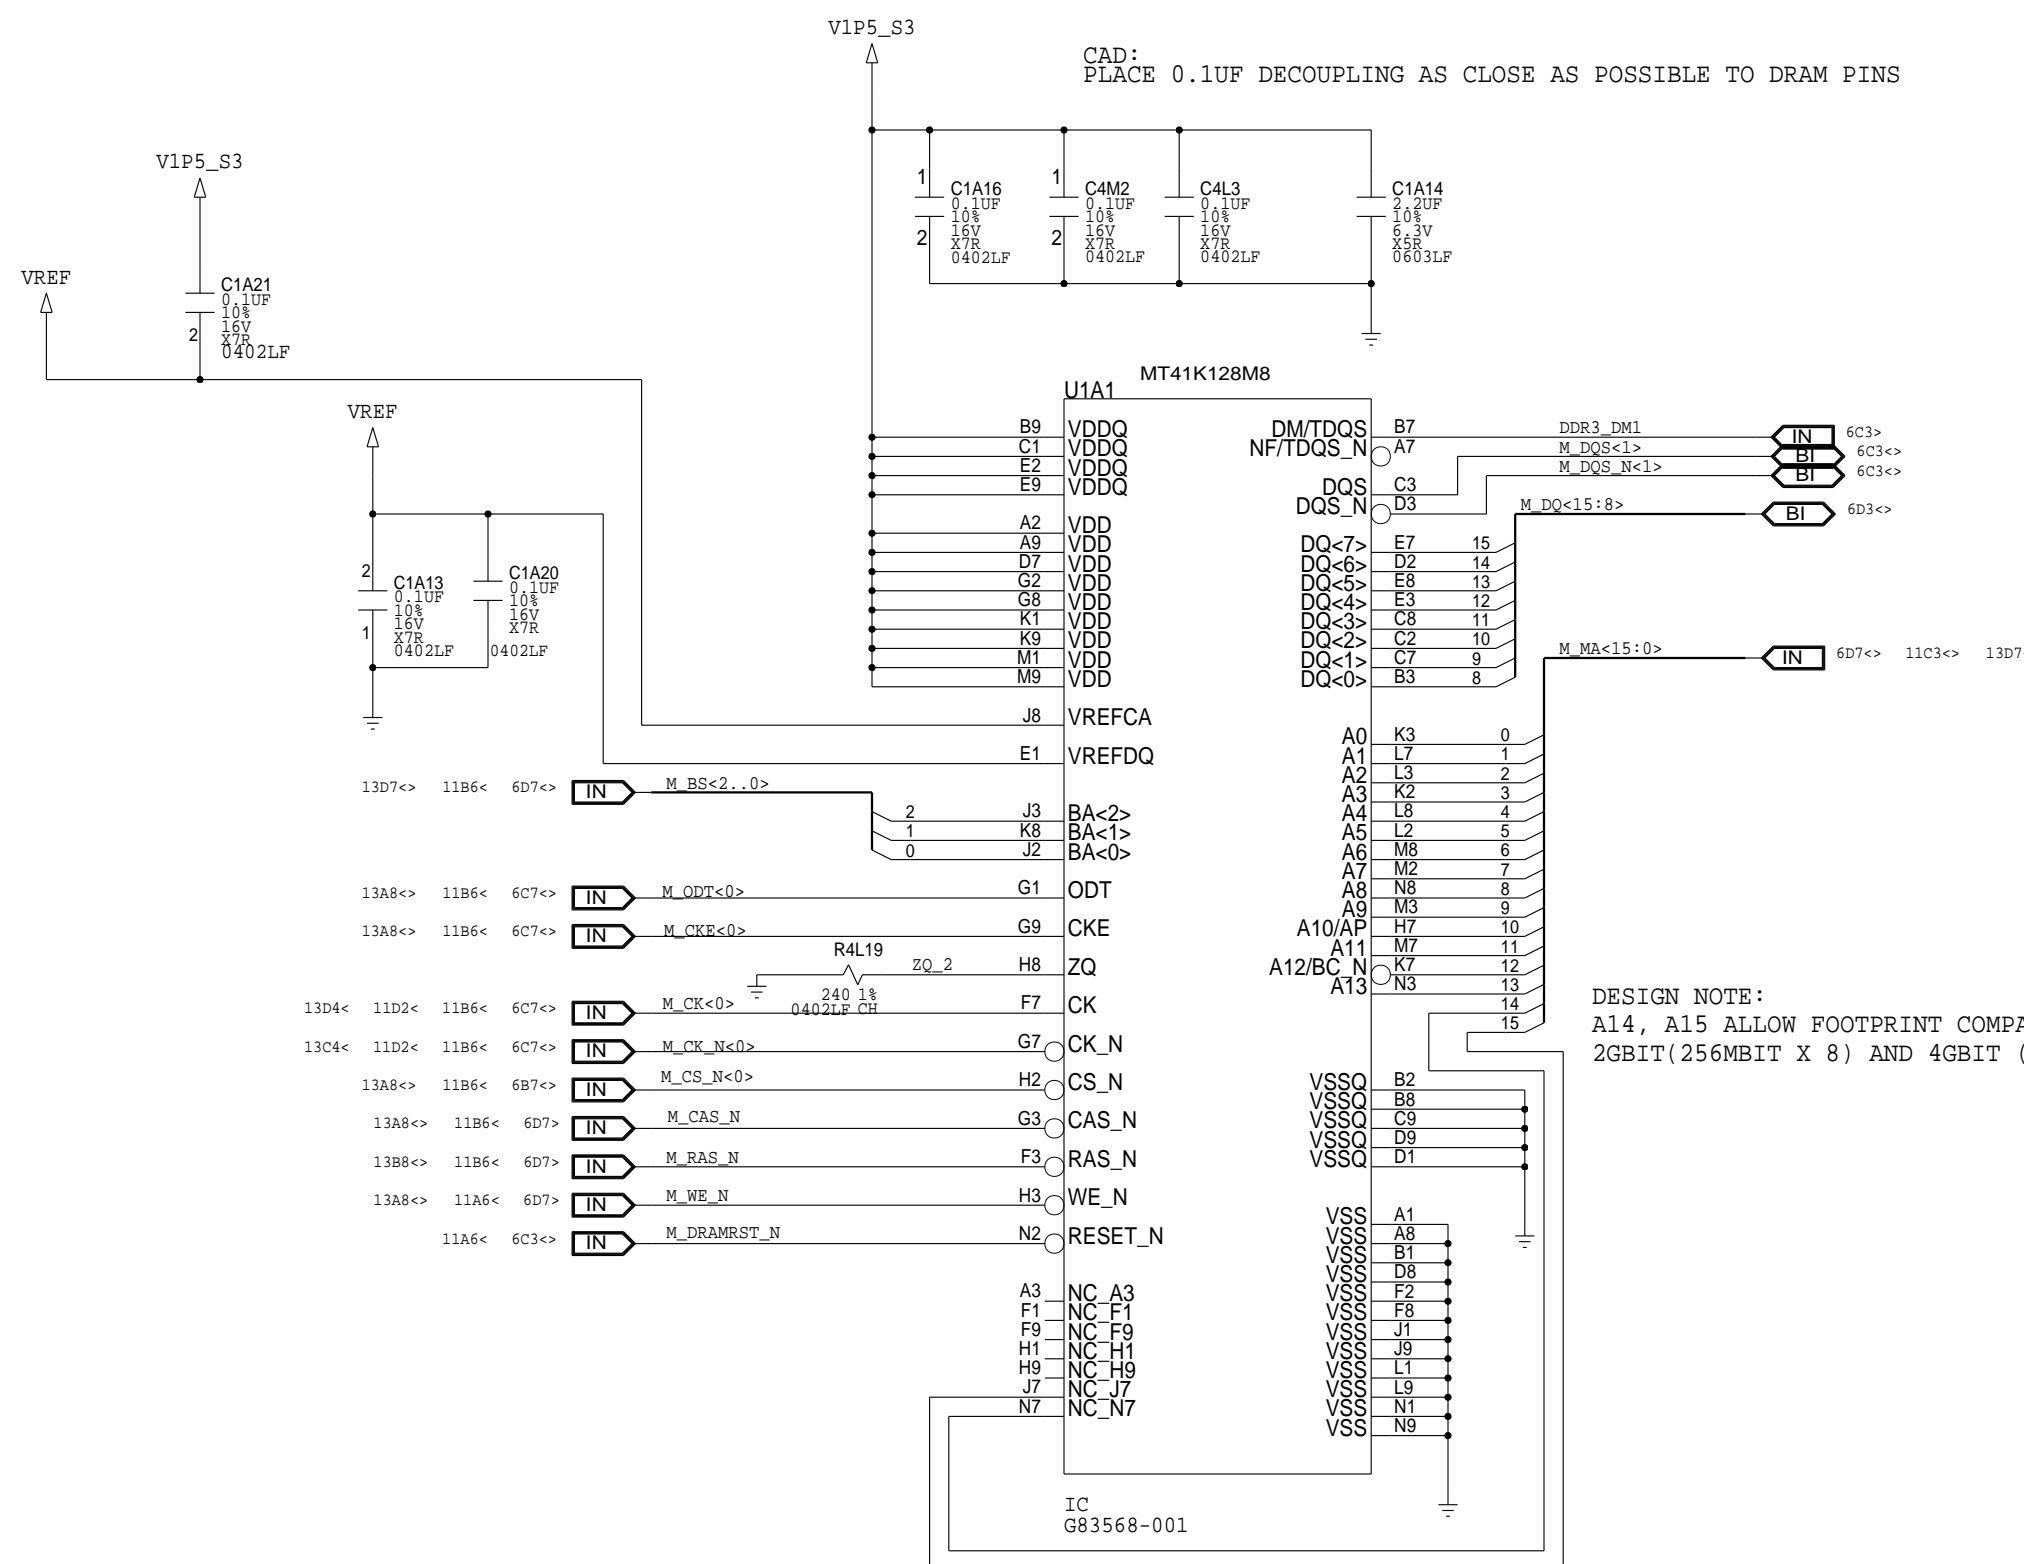 V1P5_S3
CAD:
PLACE 0.1UF DECOUPLING AS CLOSE AS POSSIBLE TO DRAM PINS
V1P5_S3
1 C1A16
0.1UF
10%
16V
2 X7R
0402LF
1 C4M2
0.1UF
10%
16V
2 X7R
0402LF
C4L3
0.1UF
10%
16V
X7R
0402LF
C1A14
2.2UF
10%
6.3V
X5R
0603LF
VREF
C1A21
0.1UF
10%
16V
2 X7R
0402LF
VREF
2 C1A13
0.1UF
10%
16V
1 X7R
0402LF
C1A20
0.1UF
10%
16V
X7R
0402LF
MT41K128M8
U1A1
B9 VDDQ
C1 VDDQ
E2 VDDQ
E9 VDDQ
A2 VDD
A9 VDD
D7 VDD
G2 VDD
G8 VDD
K1 VDD
K9 VDD
M1 VDD
M9 VDD
J8 VREFCA
E1 VREFDQ
13D7<> 11B6< 6D7<> IN M_BS<2..0>
2 J3 BA<2>
1 K8 BA<1>
0 J2 BA<0>
13A8<> 11B6< 6C7<> IN M_ODT<0> G1 ODT
13A8<> 11B6< 6C7<> IN M_CKE<0> G9 CKE
R4L19 ZQ_2 H8 ZQ
240 1%
0402LF CH
13D4< 11D2< 11B6< 6C7<> IN M_CK<0> F7 CK
13C4< 11D2< 11B6< 6C7<> IN M_CK_N<0> G7 CK_N
13A8<> 11B6< 6B7<> IN M_CS_N<0> H2 CS_N
13A8<> 11B6< 6D7> IN M_CAS_N G3 CAS_N
13B8<> 11B6< 6D7> IN M_RAS_N F3 RAS_N
13A8<> 11A6< 6D7> IN M_WE_N H3 WE_N
11A6< 6C3<> IN M_DRAMRST_N N2 RESET_N
A3 NC_A3
F1 NC_F1
F9 NC_F9
H1 NC_H1
H9 NC_H9
J7 NC_J7
N7 NC_N7
DM/TDQS B7 DDR3_DM1 IN 6C3>
NF/TDQS_N A7 M_DQS<1> BI 6C3<>
M_DQS_N<1> BI 6C3<>
DQS C3
DQS_N D3
M_DQ<15:8> BI 6D3<>
DQ<7> E7 15
DQ<6> D2 14
DQ<5> E8 13
DQ<4> E3 12
DQ<3> C8 11
DQ<2> C2 10
DQ<1> C7 9
DQ<0> B3 8
M_MA<15:0> IN 6D7<> 11C3<> 13D7
A0 K3 0
A1 L7 1
A2 L3 2
A3 K2 3
A4 L8 4
A5 L2 5
A6 M8 6
A7 M2 7
A8 N8 8
A9 M3 9
A10/AP H7 10
A11 M7 11
A12/BC_N K7 12
A13 N3 13
14
15
DESIGN NOTE:
A14, A15 ALLOW FOOTPRINT COMPA
2GBIT(256MBIT X 8) AND 4GBIT (
VSSQ B2
VSSQ B8
VSSQ C9
VSSQ D9
VSSQ D1
VSS A1
VSS A8
VSS B1
VSS D8
VSS F2
VSS F8
VSS J1
VSS J9
VSS L1
VSS L9
VSS N1
VSS N9
IC
G83568-001